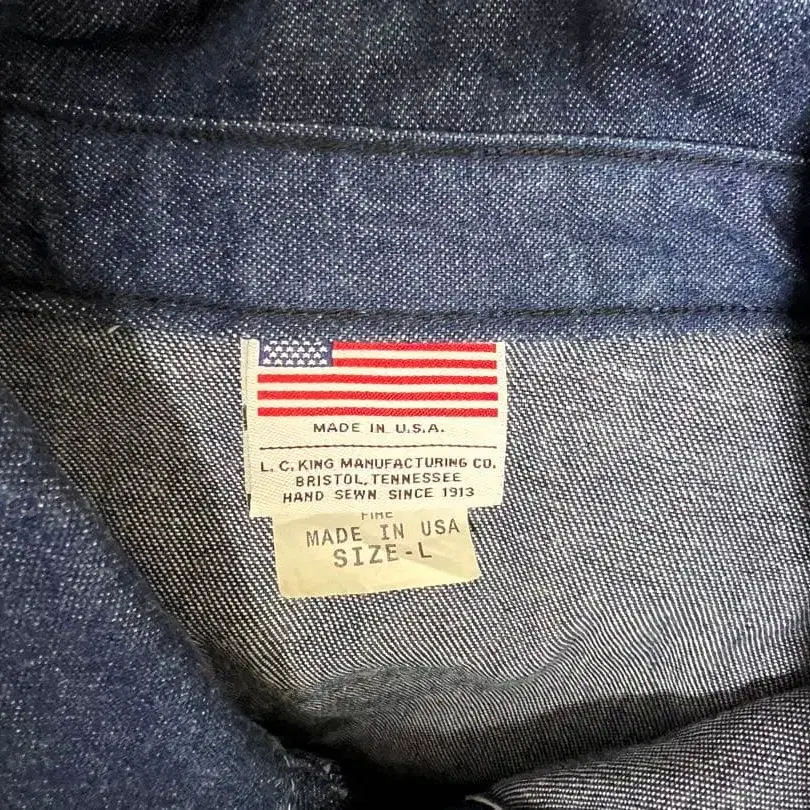 MADE IN U.S.A.
L. C. KING MANUFACTURING CO.
BRISTOL, TENNESSEE
HAND SEWN SINCE 1913
MADE IN USA
SIZE-L